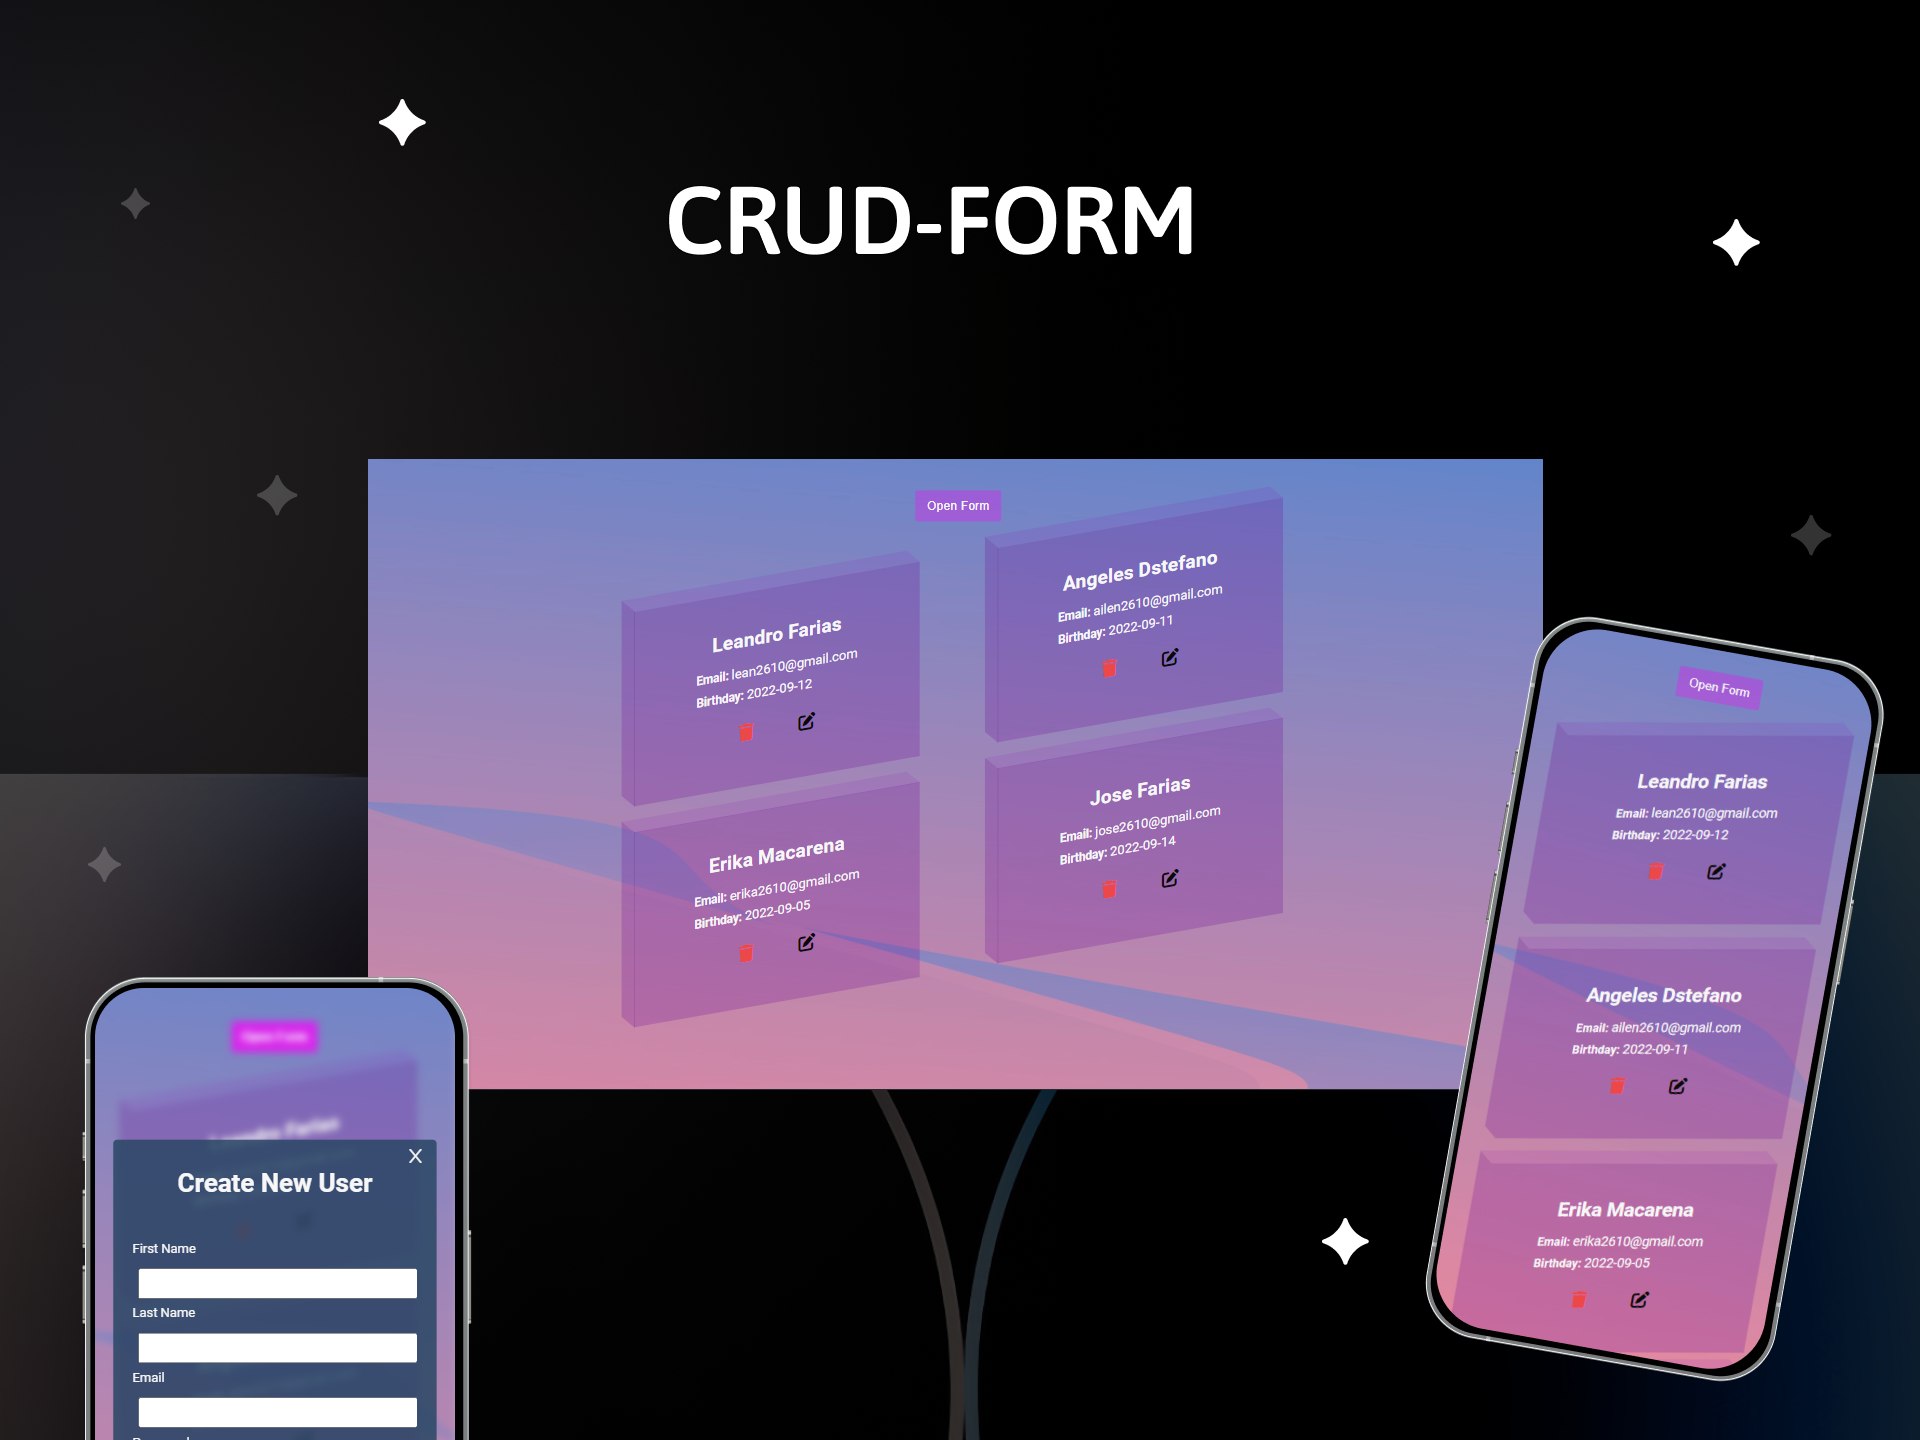 CRUD-FORM
Open Form
Leandro Farias
Email: lean2610@gmail.com
Birthday: 2022-09-12
Angeles Dstefano
Email: ailen2610@gmail.com
Birthday: 2022-09-11
Erika Macarena
Email: erika2610@gmail.com
Birthday: 2022-09-05
Jose Farias
Email: jose2610@gmail.com
Birthday: 2022-09-14
Open Form
Leandro Farias
Email: lean2610@gmail.com
Birthday: 2022-09-12
Angeles Dstefano
Email: ailen2610@gmail.com
Birthday: 2022-09-11
Erika Macarena
Email: erika2610@gmail.com
Birthday: 2022-09-05
Open Form
Leandro Farias
X
Create New User
First Name
Last Name
Email